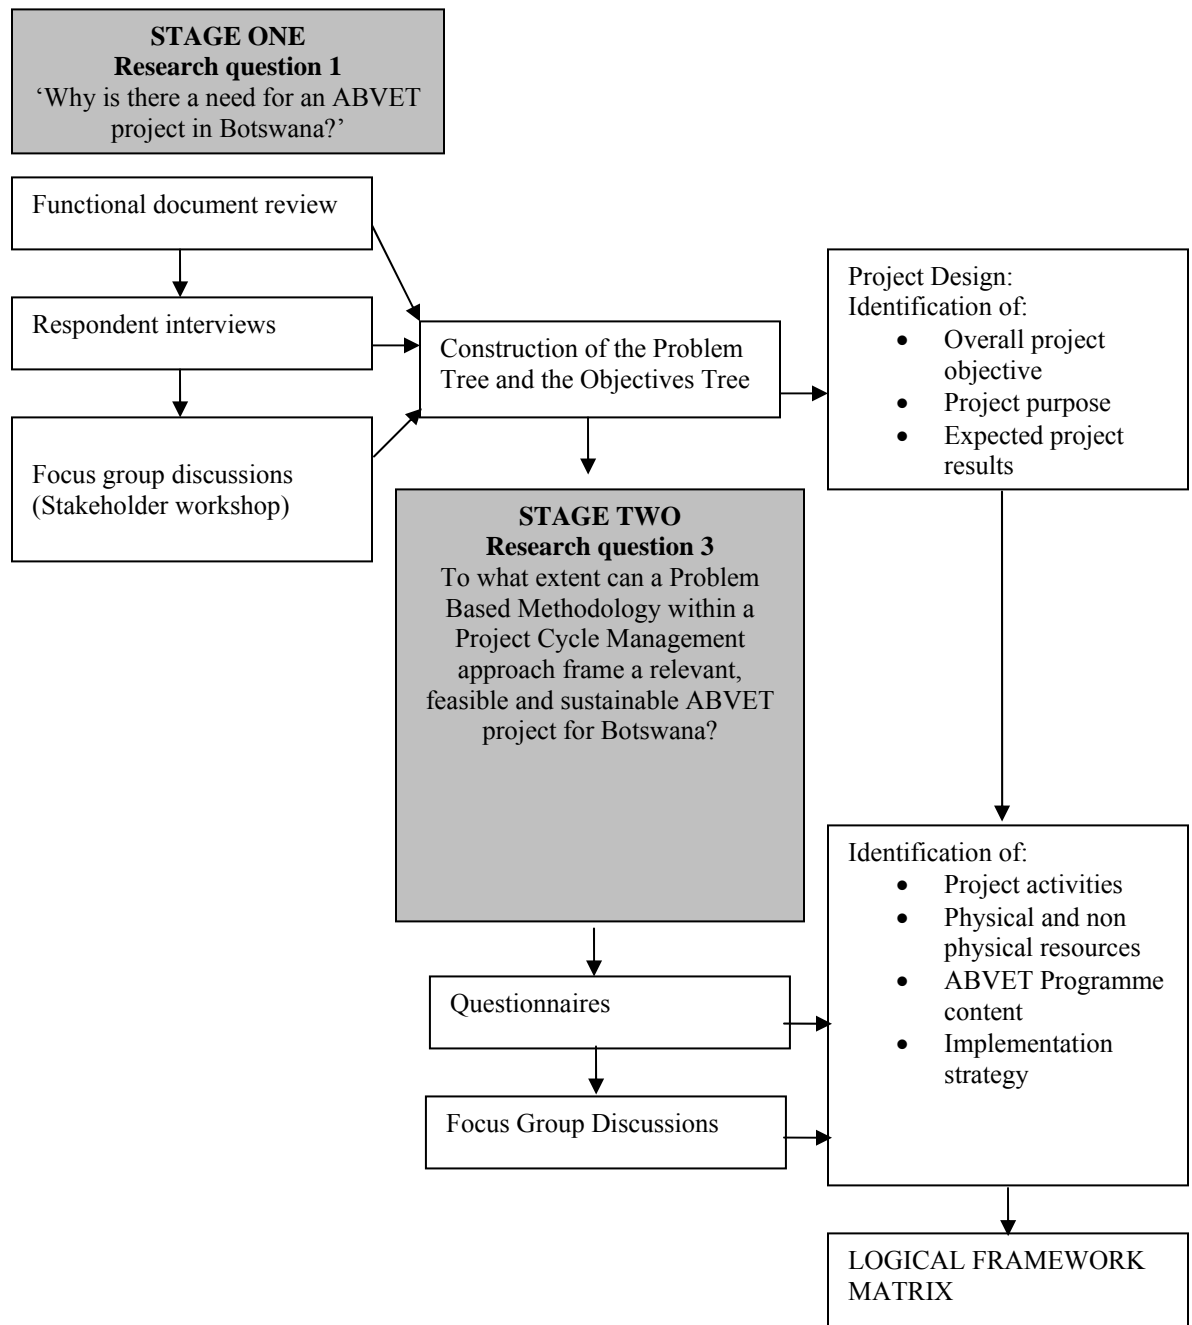 STAGE ONE
Research question 1
‘Why is there a need for an ABVET
project in Botswana?’
Functional document review
Respondent interviews
Focus group discussions
(Stakeholder workshop)
Construction of the Problem
Tree and the Objectives Tree
Project Design:
Identification of:
• Overall project
objective
• Project purpose
• Expected project
results
STAGE TWO
Research question 3
To what extent can a Problem
Based Methodology within a
Project Cycle Management
approach frame a relevant,
feasible and sustainable ABVET
project for Botswana?
Questionnaires
Focus Group Discussions
Identification of:
• Project activities
• Physical and non
physical resources
• ABVET Programme
content
• Implementation
strategy
LOGICAL FRAMEWORK
MATRIX